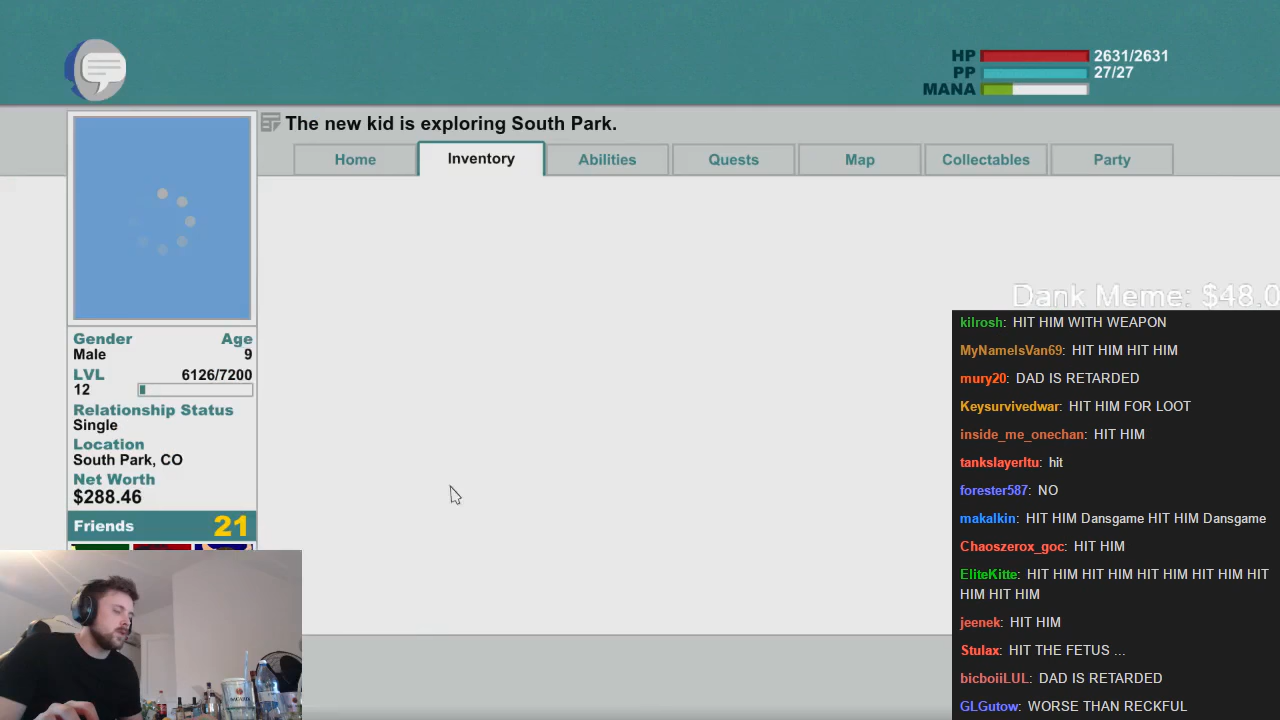 HP 2631/2631
PP 27/27
MANA
The new kid is exploring South Park.
Home Inventory Abilities Quests Map Collectables Party
Gender Age
Male 9
LVL 6126/7200
12
Relationship Status
Single
Location
South Park, CO
Net Worth
$288.46
Friends 21
Dank Meme: $48.0
kilrosh: HIT HIM WITH WEAPON
MyNameIsVan69: HIT HIM HIT HIM
mury20: DAD IS RETARDED
Keysurvivedwar: HIT HIM FOR LOOT
inside_me_onechan: HIT HIM
tankslayerltu: hit
forester587: NO
makalkin: HIT HIM Dansgame HIT HIM Dansgame
Chaoszerox_goc: HIT HIM
EliteKitte: HIT HIM HIT HIM HIT HIM HIT HIM HIT
HIM HIT HIM
jeenek: HIT HIM
Stulax: HIT THE FETUS ...
bicboiiLUL: DAD IS RETARDED
GLGutow: WORSE THAN RECKFUL